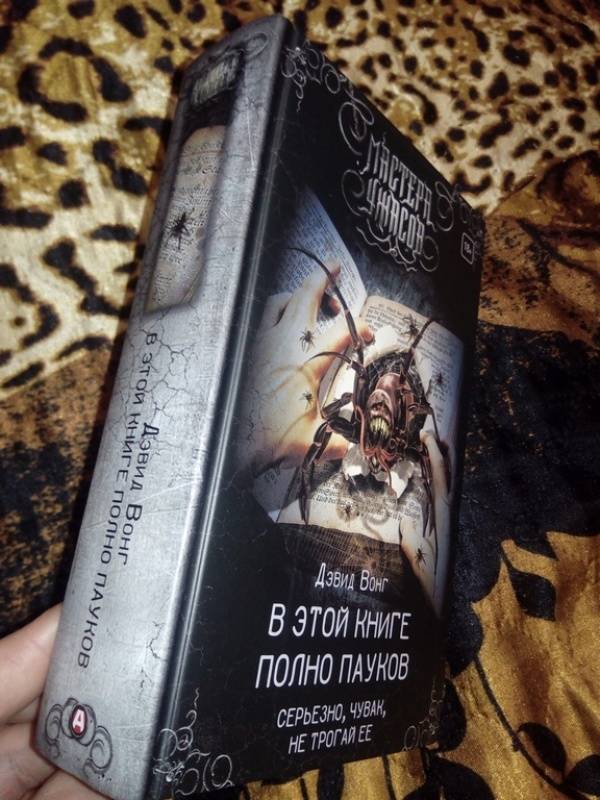 МАСТЕРА
УЖАСОВ
18+
Дэвид Вонг
В ЭТОЙ КНИГЕ
ПОЛНО ПАУКОВ
СЕРЬЕЗНО, ЧУВАК,
НЕ ТРОГАЙ ЕЕ
Дэвид Вонг
В ЭТОЙ КНИГЕ ПОЛНО ПАУКОВ
А